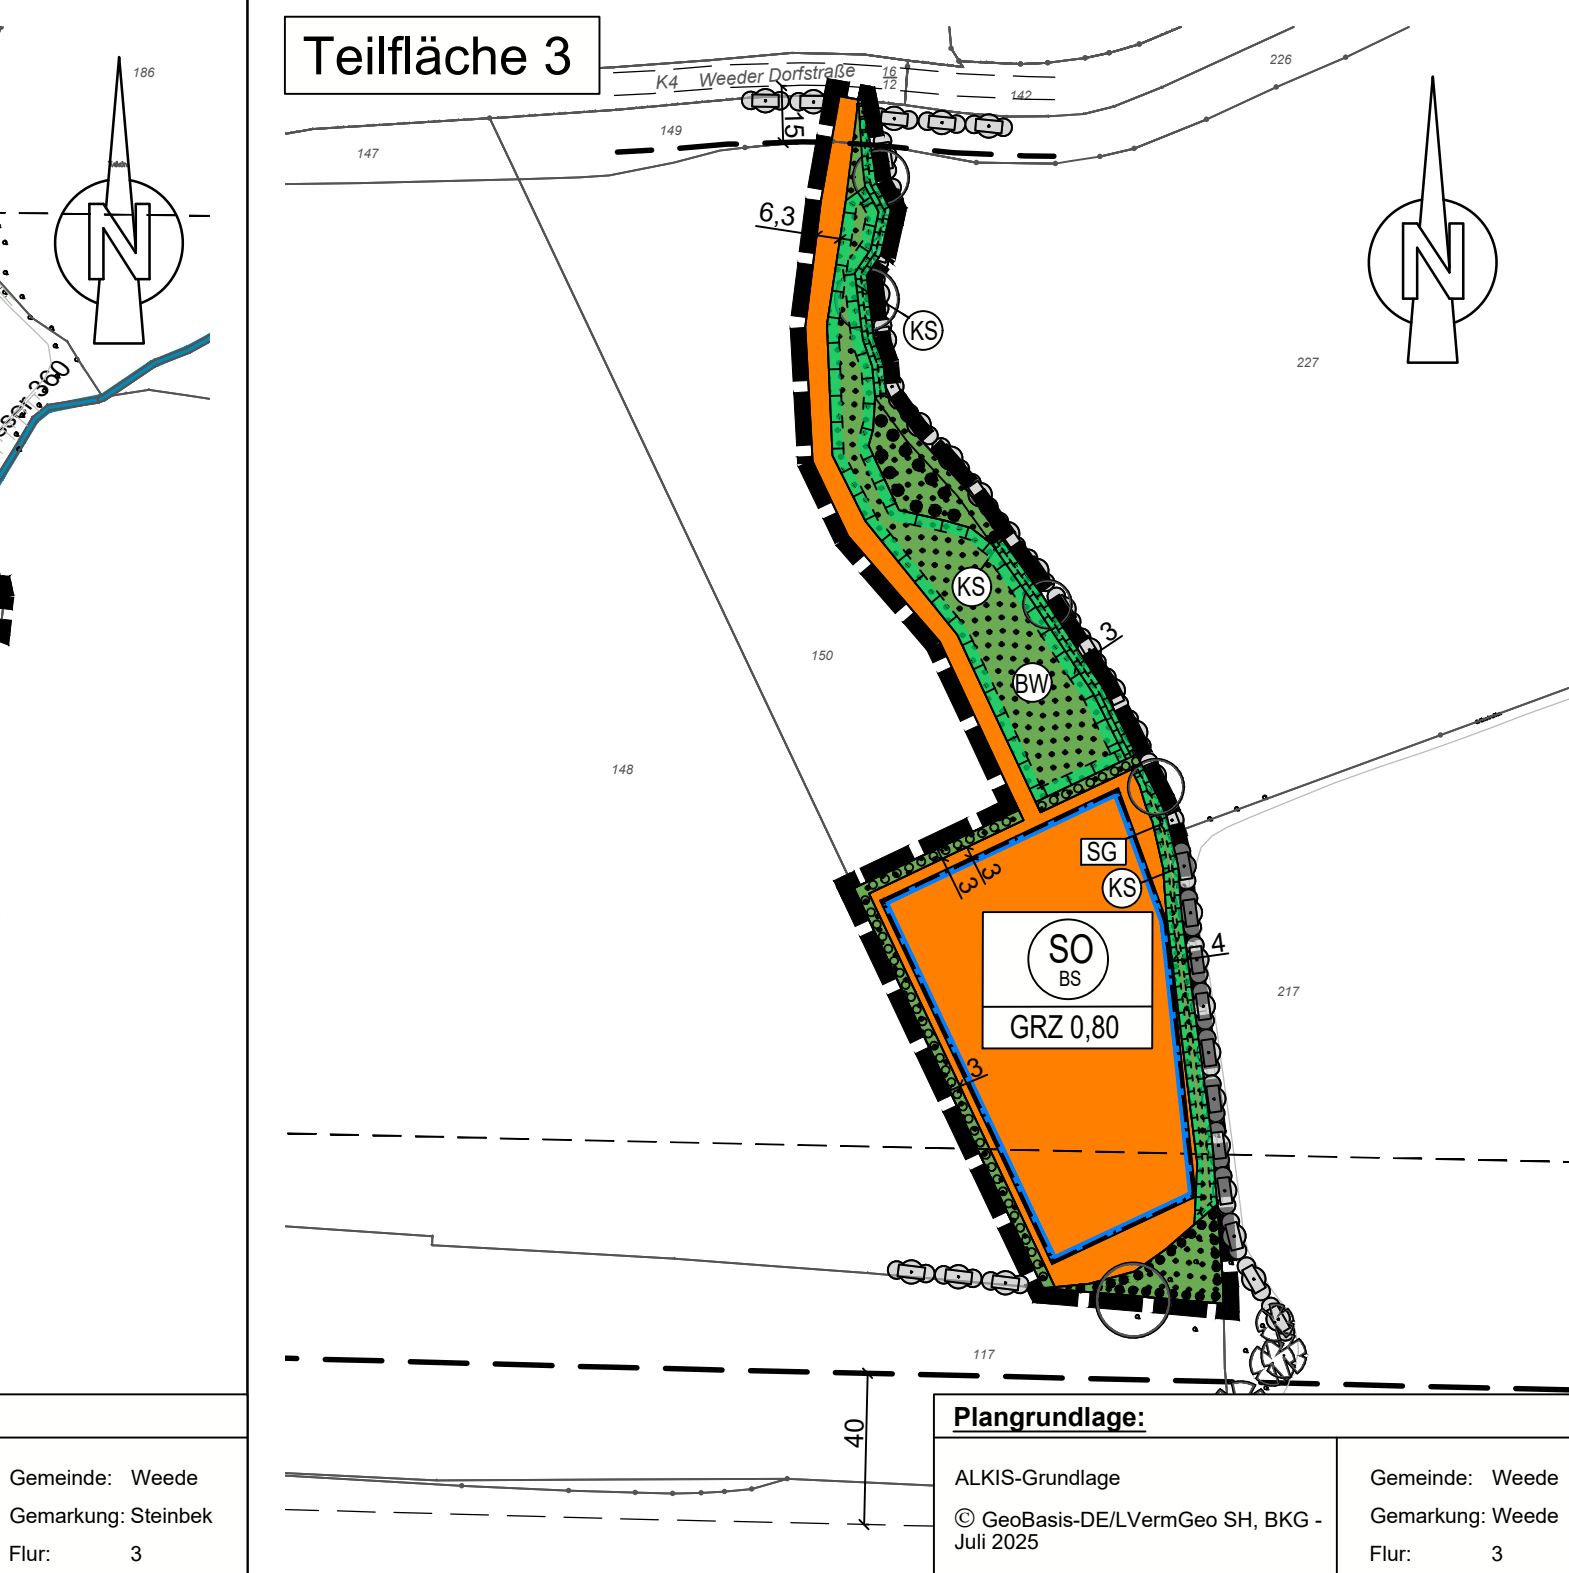 Teilfläche 3
186
N
360
Gemeinde: Weede
Gemarkung: Steinbek
Flur: 3
K4 Weeder Dorfstraße
16
12
142
226
15
149
147
6,3
N
KS
227
KS
3
150
BW
148
SG
3
3
KS
SO
BS
4
217
GRZ 0,80
3
117
40
Plangrundlage:
ALKIS-Grundlage
© GeoBasis-DE/LVermGeo SH, BKG -
Juli 2025
Gemeinde: Weede
Gemarkung: Weede
Flur: 3